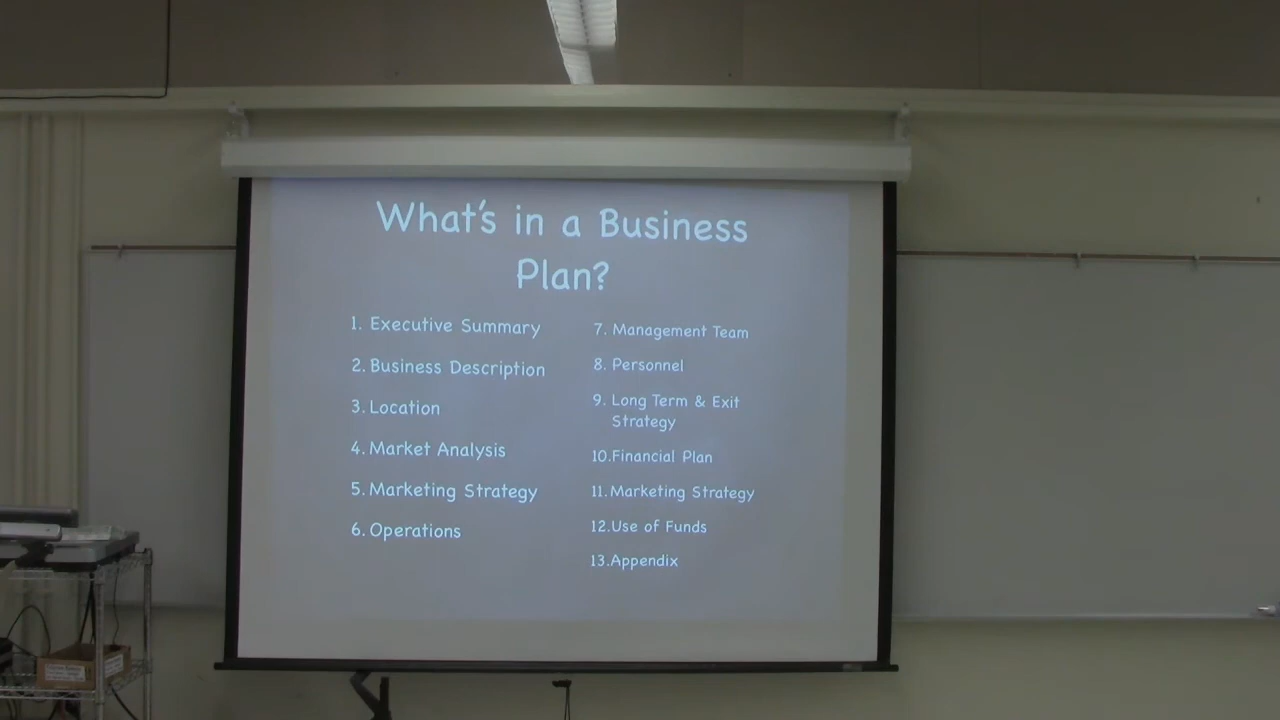 What's in a Business
Plan?
1. Executive Summary
2. Business Description
3. Location
4. Market Analysis
5. Marketing Strategy
6. Operations
7. Management Team
8. Personnel
9. Long Term & Exit
Strategy
10.Financial Plan
11. Marketing Strategy
12.Use of Funds
13.Appendix